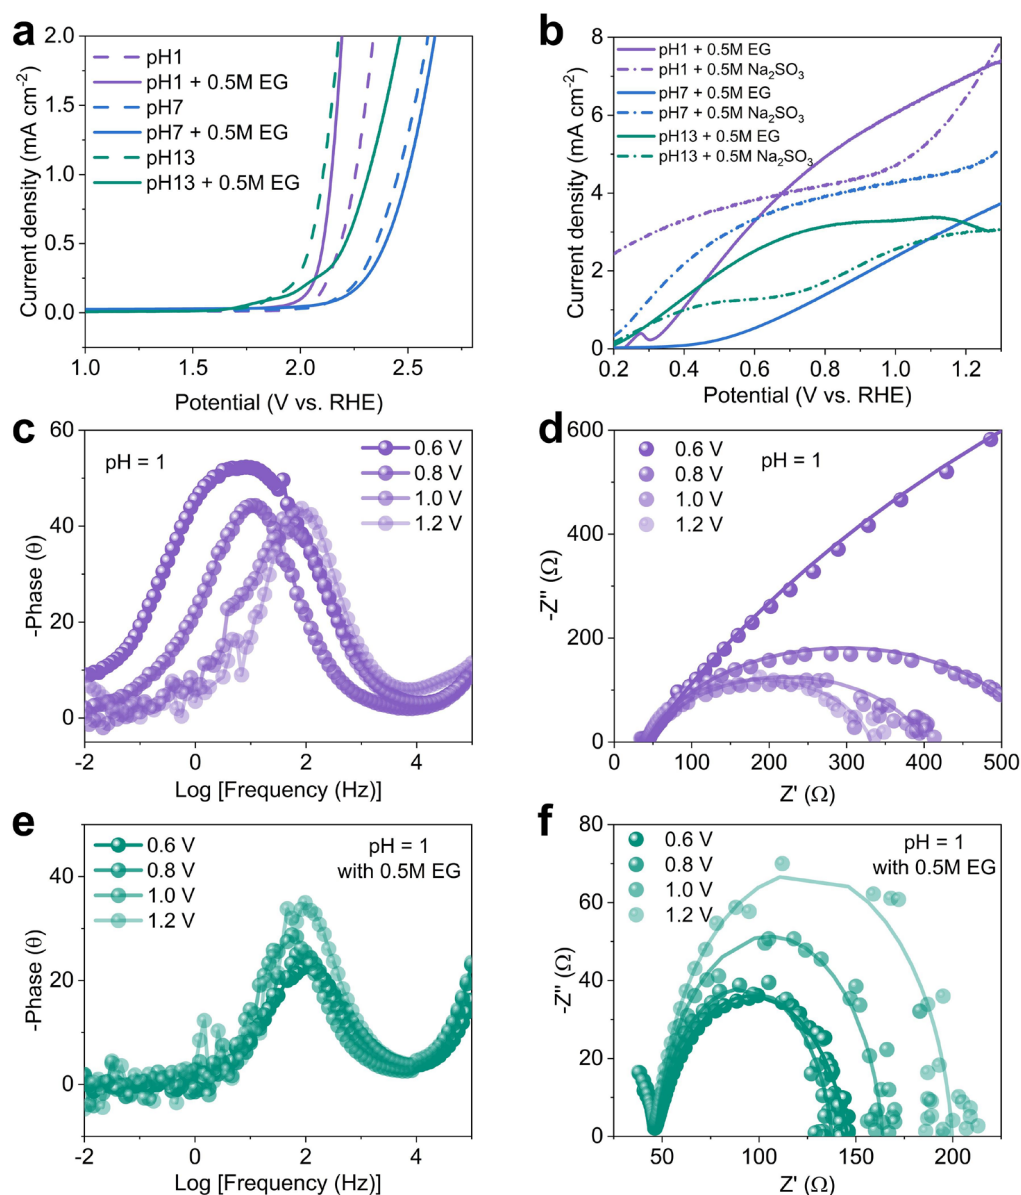 a
2.0
1.5
1.0
0.5
0.0
Current density (mA cm⁻²)
pH1
pH1 + 0.5M EG
pH7
pH7 + 0.5M EG
pH13
pH13 + 0.5M EG
1.0 1.5 2.0 2.5
Potential (V vs. RHE)
b
8
6
4
2
0
Current density (mA cm⁻²)
pH1 + 0.5M EG
pH1 + 0.5M Na₂SO₃
pH7 + 0.5M EG
pH7 + 0.5M Na₂SO₃
pH13 + 0.5M EG
pH13 + 0.5M Na₂SO₃
0.2 0.4 0.6 0.8 1.0 1.2
Potential (V vs. RHE)
c
60
40
20
0
-Phase (θ)
pH = 1
0.6 V
0.8 V
1.0 V
1.2 V
-2 0 2 4
Log [Frequency (Hz)]
d
600
400
200
0
-Z'' (Ω)
0.6 V
0.8 V
1.0 V
1.2 V
pH = 1
0 100 200 300 400 500
Z' (Ω)
e
40
20
0
-Phase (θ)
0.6 V
0.8 V
1.0 V
1.2 V
pH = 1
with 0.5M EG
-2 0 2 4
Log [Frequency (Hz)]
f
80
60
40
20
0
-Z'' (Ω)
0.6 V
0.8 V
1.0 V
1.2 V
pH = 1
with 0.5M EG
50 100 150 200
Z' (Ω)